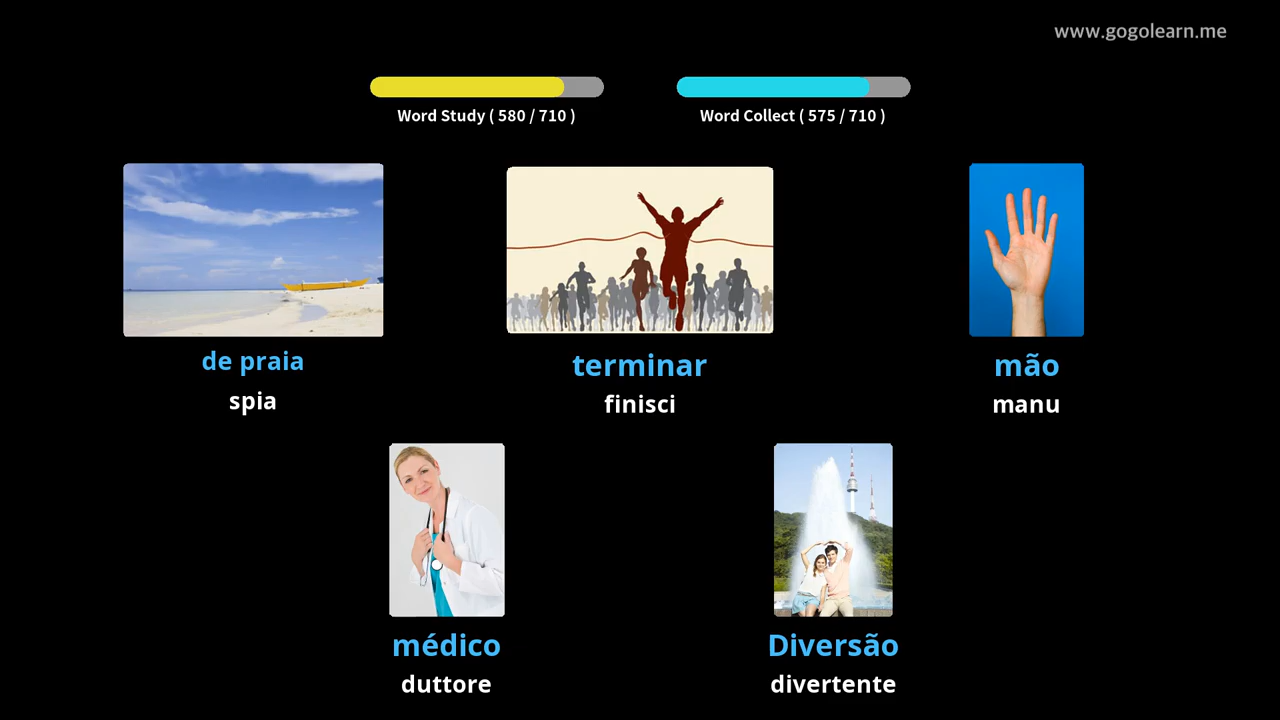 www.gogolearn.me
Word Study ( 580 / 710 )
Word Collect ( 575 / 710 )
de praia
spia
terminar
finisci
mão
manu
médico
duttore
Diversão
divertente